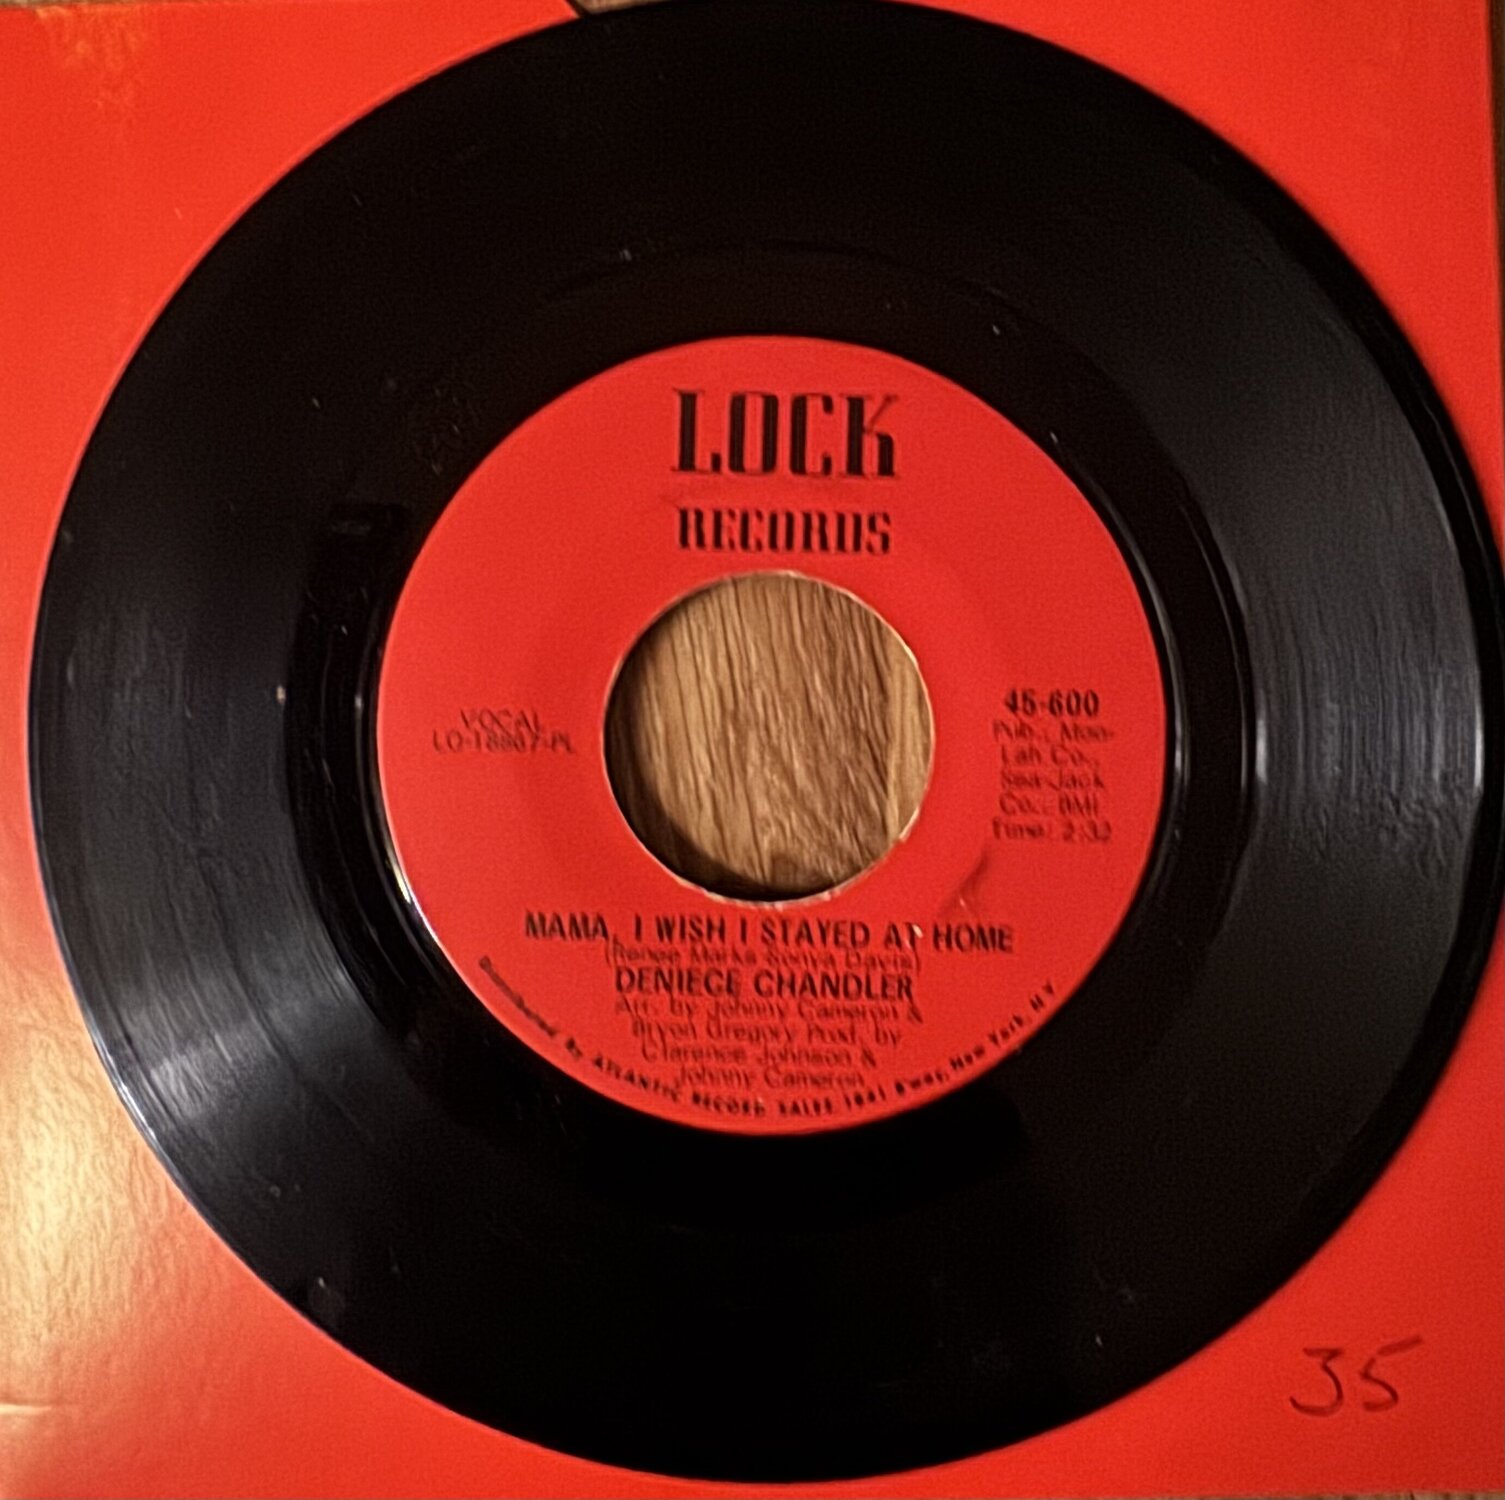 LOCK
RECORDS
VOCAL
LO-18867-PL
45-600
Pub., Moo-
Lah Co.,
Sea-Jack
Co., BMI
Time: 2:32
MAMA, I WISH I STAYED AT HOME
(Renee Marks-Sonya Davis)
DENIECE CHANDLER
Arr. by Johnny Cameron &
Bryon Gregory Prod. by
Clarence Johnson &
Johnny Cameron
Distributed By ATLANTIC RECORD SALES, 1841 B'way, New York, N.Y.
35